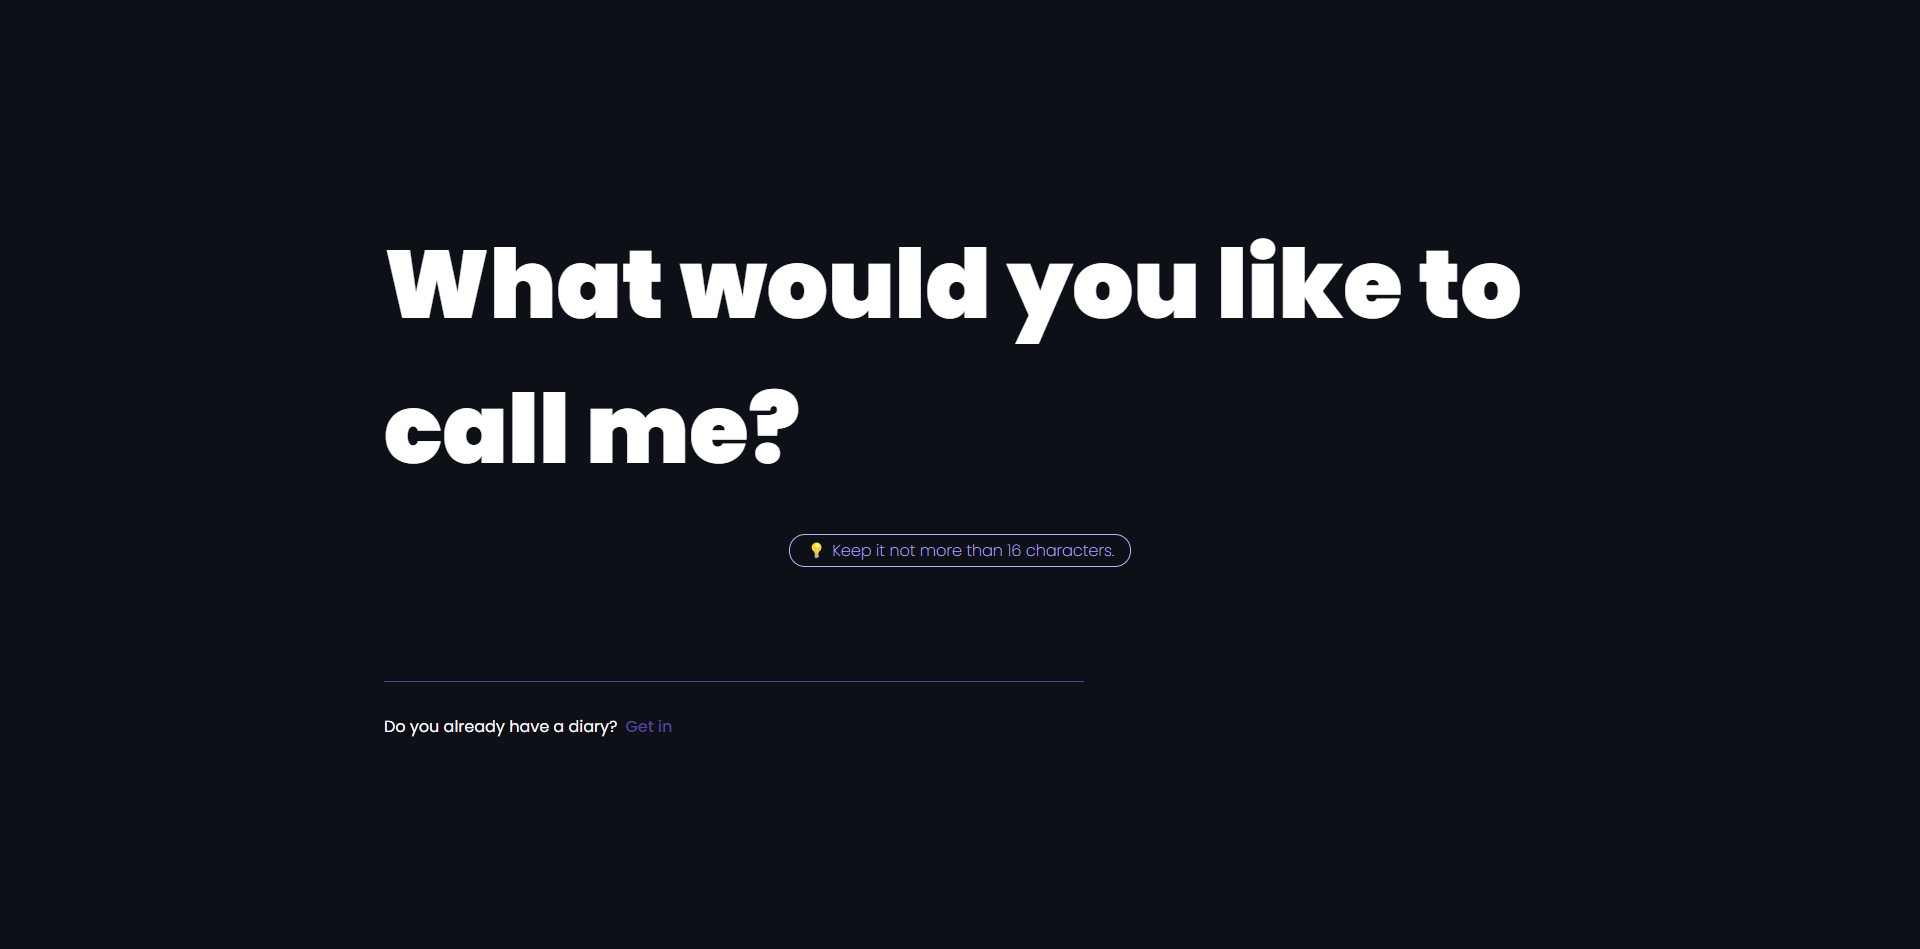 What would you like to
call me?
💡 Keep it not more than 16 characters.
Do you already have a diary? Get in